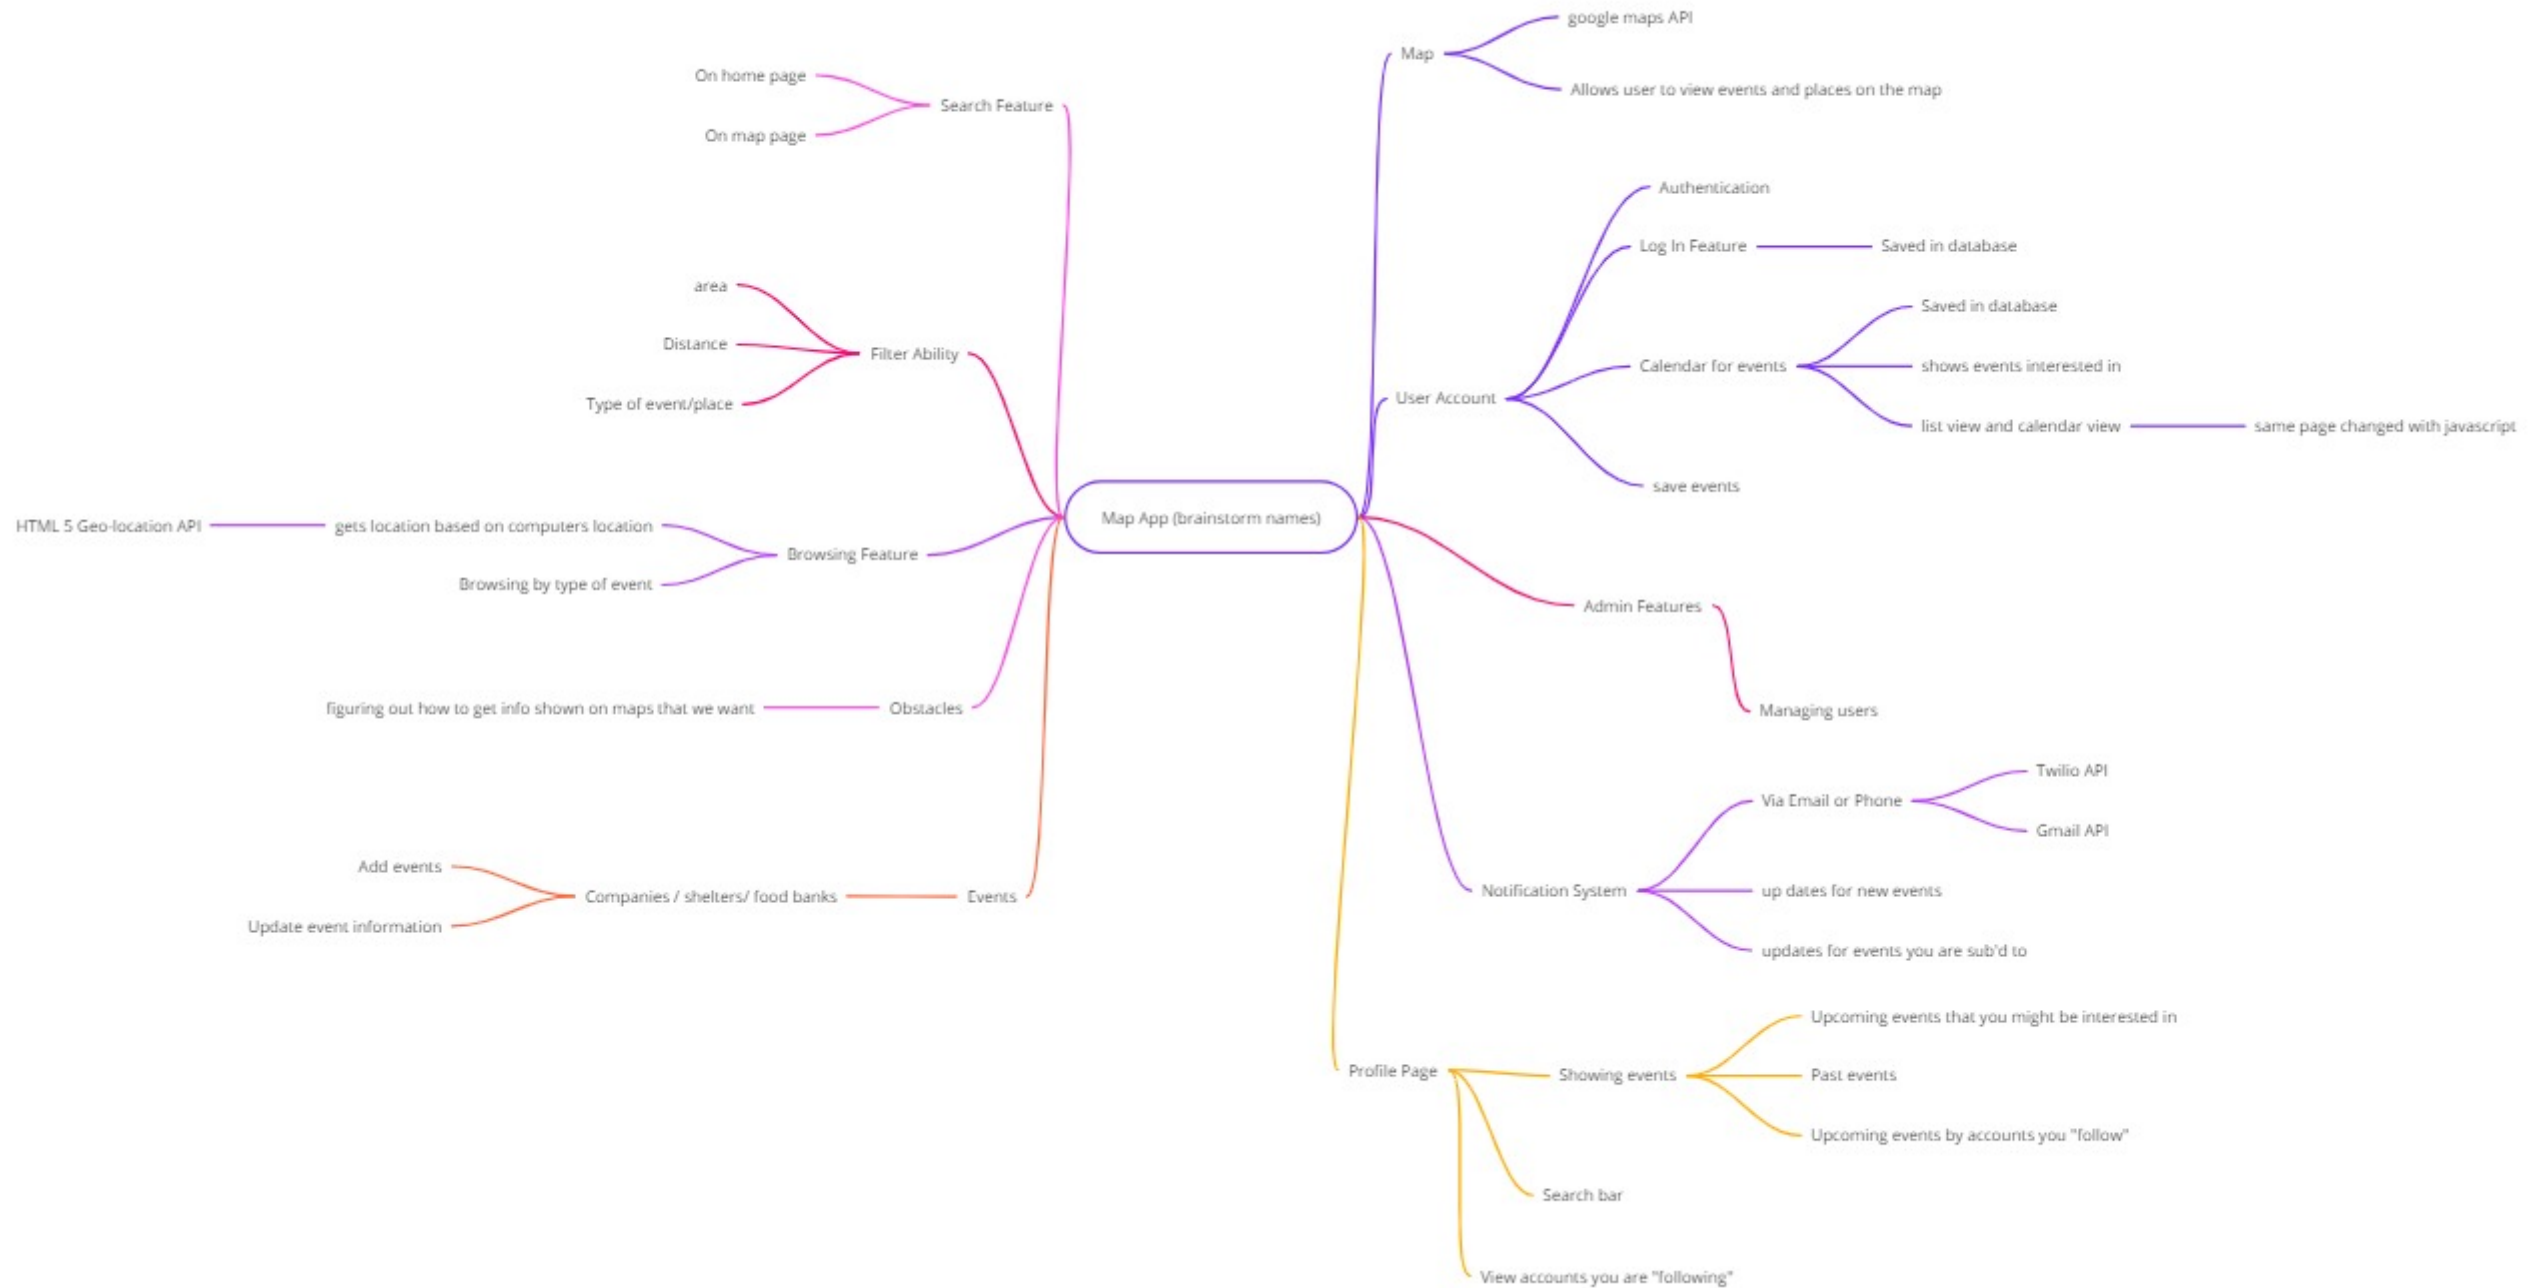 Map App (brainstorm names)
Search Feature
On home page
On map page
Filter Ability
area
Distance
Type of event/place
Browsing Feature
gets location based on computers location
HTML 5 Geo-location API
Browsing by type of event
Obstacles
figuring out how to get info shown on maps that we want
Events
Companies / shelters/ food banks
Add events
Update event information
Map
google maps API
Allows user to view events and places on the map
User Account
Authentication
Log In Feature
Saved in database
Calendar for events
Saved in database
shows events interested in
list view and calendar view
same page changed with javascript
save events
Admin Features
Managing users
Notification System
Via Email or Phone
Twilio API
Gmail API
up dates for new events
updates for events you are sub'd to
Profile Page
Showing events
Upcoming events that you might be interested in
Past events
Upcoming events by accounts you "follow"
Search bar
View accounts you are "following"